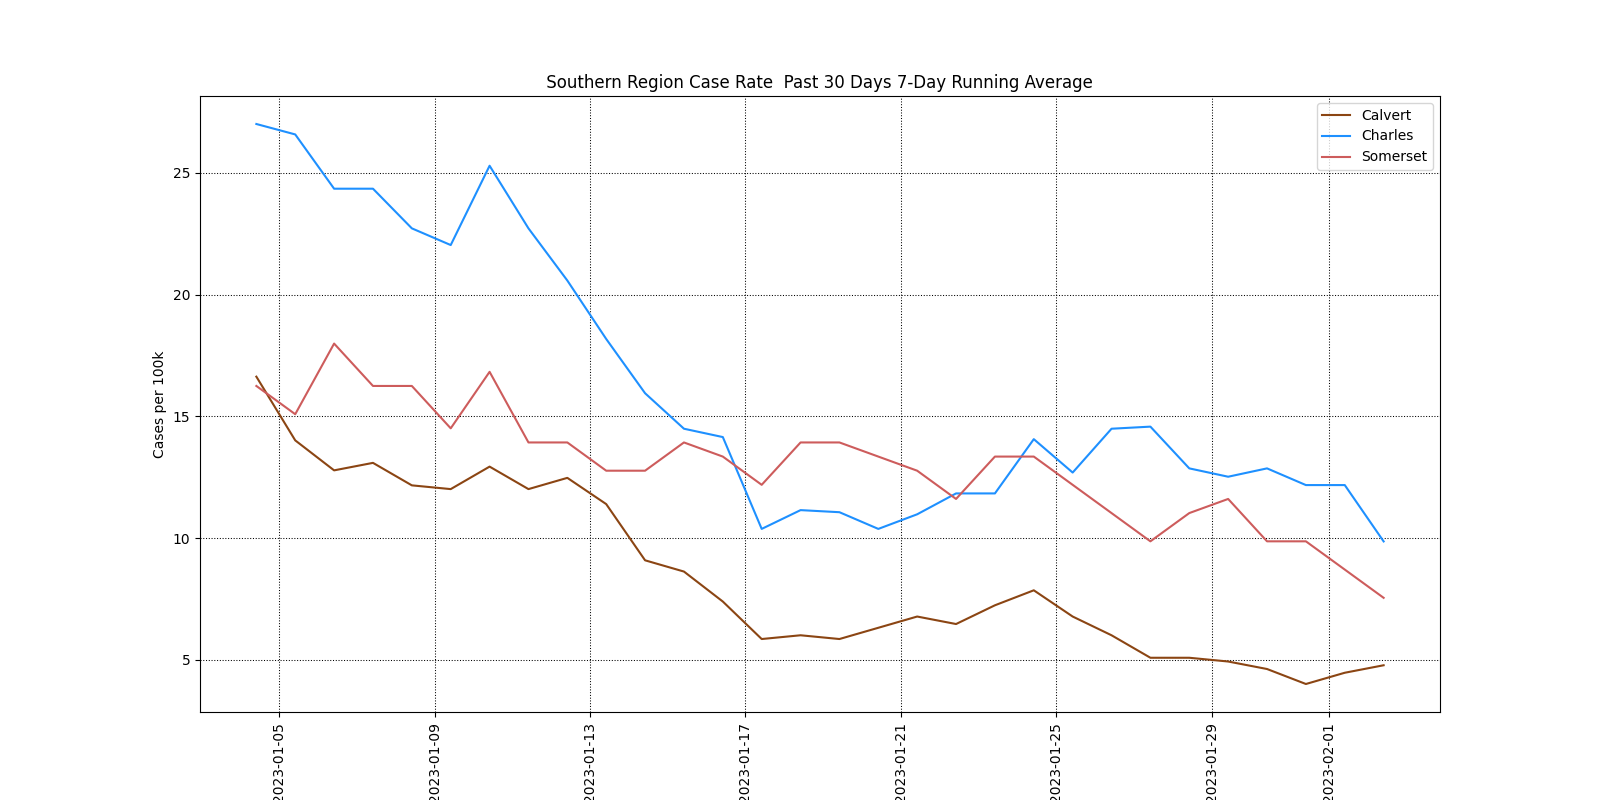 Southern Region Case Rate  Past 30 Days 7-Day Running Average
Calvert
Charles
Somerset
Cases per 100k
25
20
15
10
5
2023-01-05
2023-01-09
2023-01-13
2023-01-17
2023-01-21
2023-01-25
2023-01-29
2023-02-01